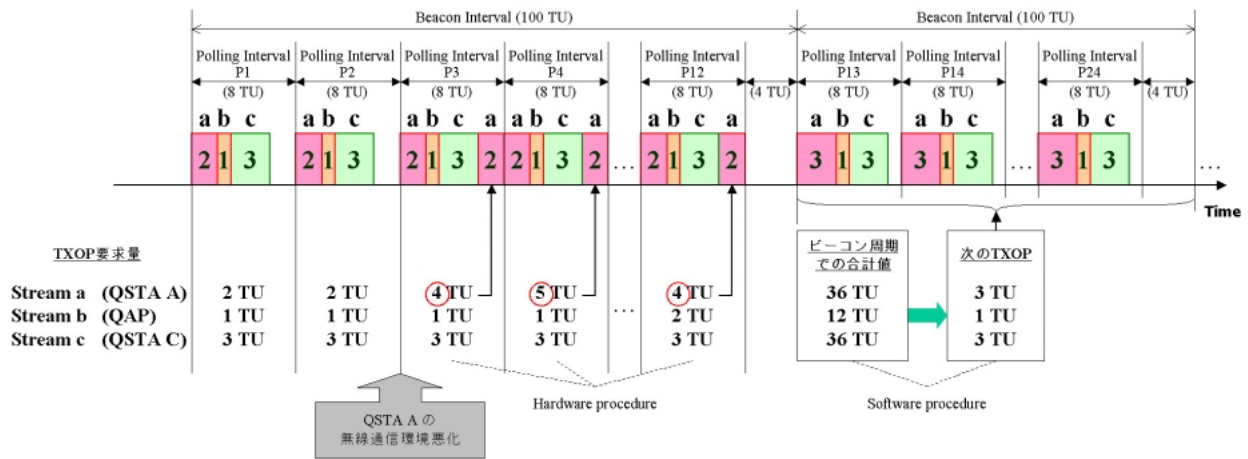 Beacon Interval (100 TU) Beacon Interval (100 TU)
Polling Interval Polling Interval Polling Interval Polling Interval Polling Interval Polling Interval Polling Interval Polling Interval
P1 P2 P3 P4 P12 P13 P14 P24
(8 TU) (8 TU) (8 TU) (8 TU) (8 TU) (4 TU) (8 TU) (8 TU) (8 TU) (4 TU)
a b c a b c a b c a a b c a a b c a a b c a b c a b c
2 1 3 2 1 3 2 1 3 2 2 1 3 2 ... 2 1 3 2 3 1 3 3 1 3 ... 3 1 3 ...
Time
TXOP要求量 ビーコン周期 次のTXOP
での合計値
Stream a (QSTA A) 2 TU 2 TU 4 TU 5 TU 4 TU 36 TU 3 TU
Stream b (QAP) 1 TU 1 TU 1 TU 1 TU ... 2 TU 12 TU 1 TU
Stream c (QSTA C) 3 TU 3 TU 3 TU 3 TU 3 TU 36 TU 3 TU
Hardware procedure Software procedure
QSTA A の
無線通信環境悪化